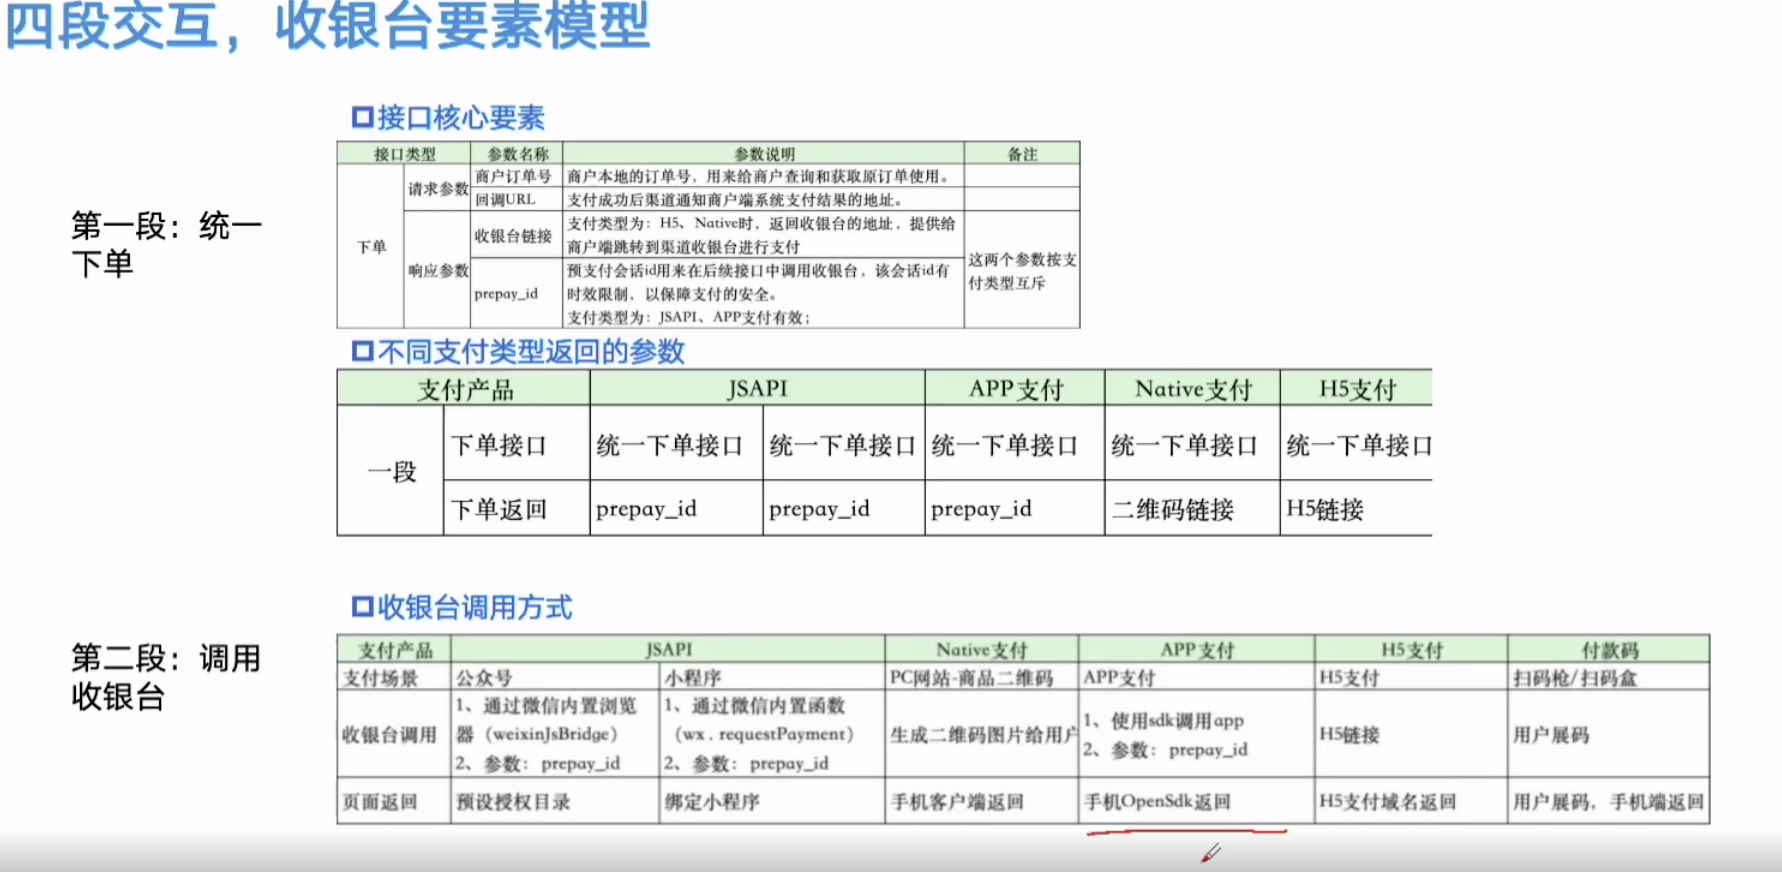 四段交互，收银台要素模型
第一段：统一
下单
接口核心要素
接口类型 参数名称 参数说明 备注
下单 请求参数 商户订单号 商户本地的订单号，用来给商户查询和获取原订单使用。
回调URL 支付成功后渠道通知商户端系统支付结果的地址。
响应参数 收银台链接 支付类型为：H5、Native时，返回收银台的地址，提供给
商户端跳转到渠道收银台进行支付
这两个参数按支
付类型互斥
prepay_id 预支付会话id用来在后续接口中调用收银台，该会话id有
时效限制，以保障支付的安全。
支付类型为：JSAPI、APP支付有效；
不同支付类型返回的参数
支付产品 JSAPI APP支付 Native支付 H5支付
一段 下单接口 统一下单接口 统一下单接口 统一下单接口 统一下单接口 统一下单接口
下单返回 prepay_id prepay_id prepay_id 二维码链接 H5链接
第二段：调用
收银台
收银台调用方式
支付产品 JSAPI Native支付 APP支付 H5支付 付款码
支付场景 公众号 小程序 PC网站-商品二维码 APP支付 H5支付 扫码枪/扫码盒
收银台调用 1、通过微信内置浏览
器（weixinJsBridge）
2、参数：prepay_id
1、通过微信内置函数
（wx . requestPayment）
2、参数：prepay_id
生成二维码图片给用户
1、使用sdk调用app
2、参数：prepay_id
H5链接
用户展码
页面返回 预设授权目录 绑定小程序 手机客户端返回 手机OpenSdk返回 H5支付域名返回 用户展码，手机端返回